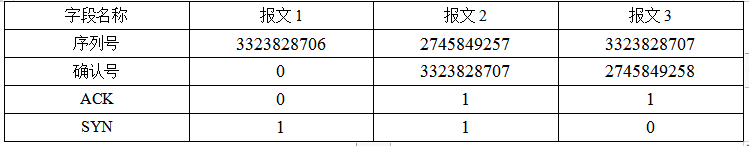 字段名称 报文 1 报文 2 报文 3
序列号 3323828706 2745849257 3323828707
确认号 0 3323828707 2745849258
ACK 0 1 1
SYN 1 1 0